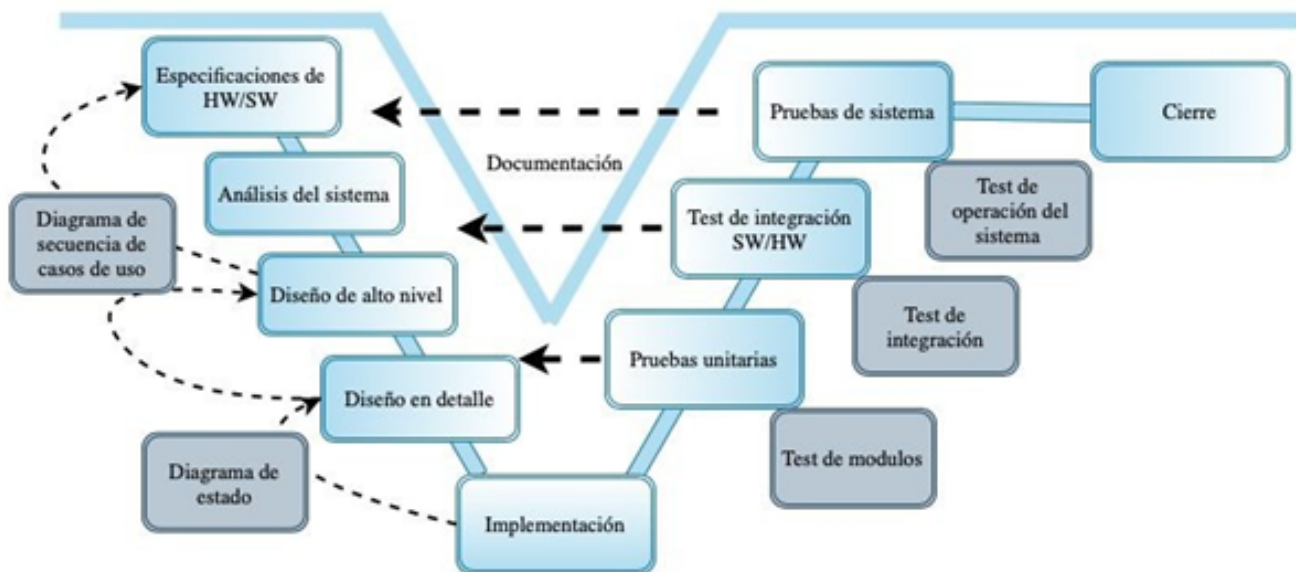 Especificaciones de
HW/SW
Análisis del sistema
Diagrama de
secuencia de
casos de uso
Diseño de alto nivel
Diseño en detalle
Diagrama de
estado
Implementación
Documentación
Pruebas de sistema
Cierre
Test de
operación del
sistema
Test de integración
SW/HW
Test de
integración
Pruebas unitarias
Test de modulos